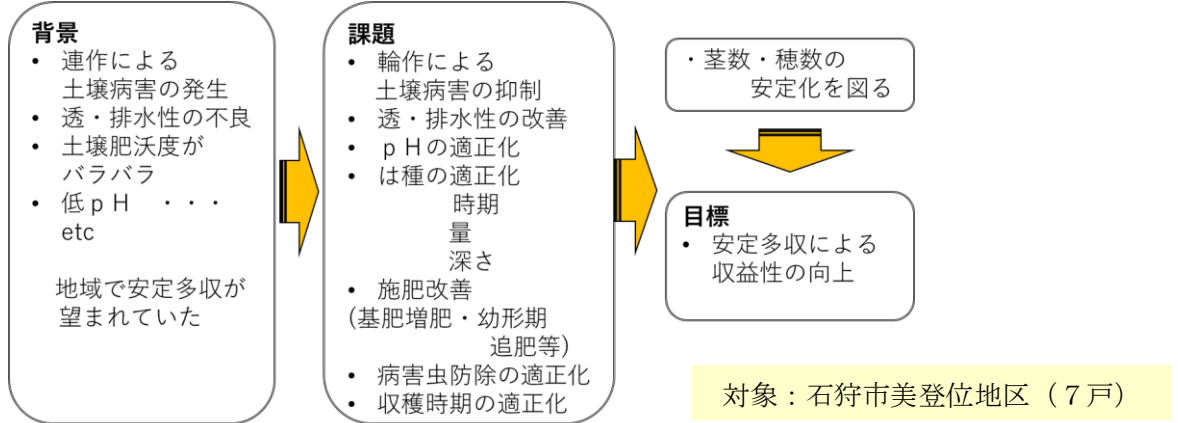 背景
• 連作による
土壌病害の発生
• 透・排水性の不良
• 土壌肥沃度が
バラバラ
• 低ｐＨ　・・・
etc
地域で安定多収が
望まれていた
課題
• 輪作による
土壌病害の抑制
• 透・排水性の改善
• ｐＨの適正化
• は種の適正化
時期
量
深さ
• 施肥改善
(基肥増肥・幼形期
追肥等)
• 病害虫防除の適正化
• 収穫時期の適正化
・茎数・穂数の
安定化を図る
目標
• 安定多収による
収益性の向上
対象：石狩市美登位地区（７戸）